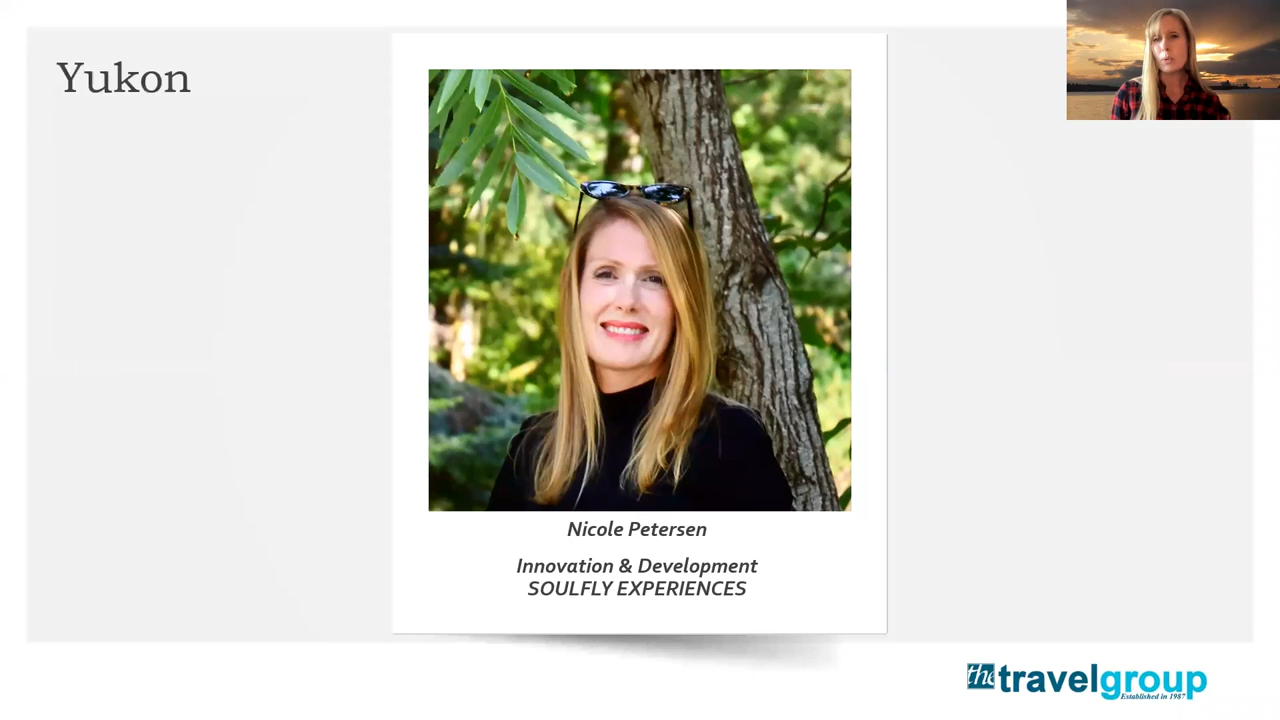 Yukon
Nicole Petersen
Innovation & Development
SOULFLY EXPERIENCES
the travelgroup
Established in 1987